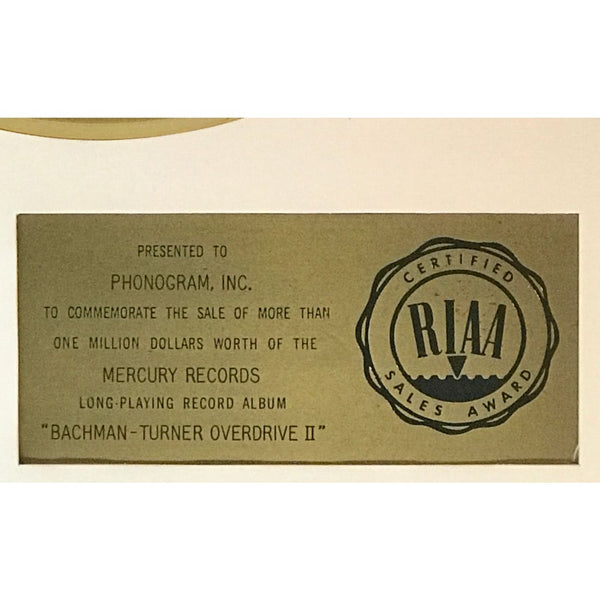 PRESENTED TO
PHONOGRAM, INC.
TO COMMEMORATE THE SALE OF MORE THAN
ONE MILLION DOLLARS WORTH OF THE
MERCURY RECORDS
LONG-PLAYING RECORD ALBUM
"BACHMAN-TURNER OVERDRIVE II"
CERTIFIED
RIAA
SALES AWARD